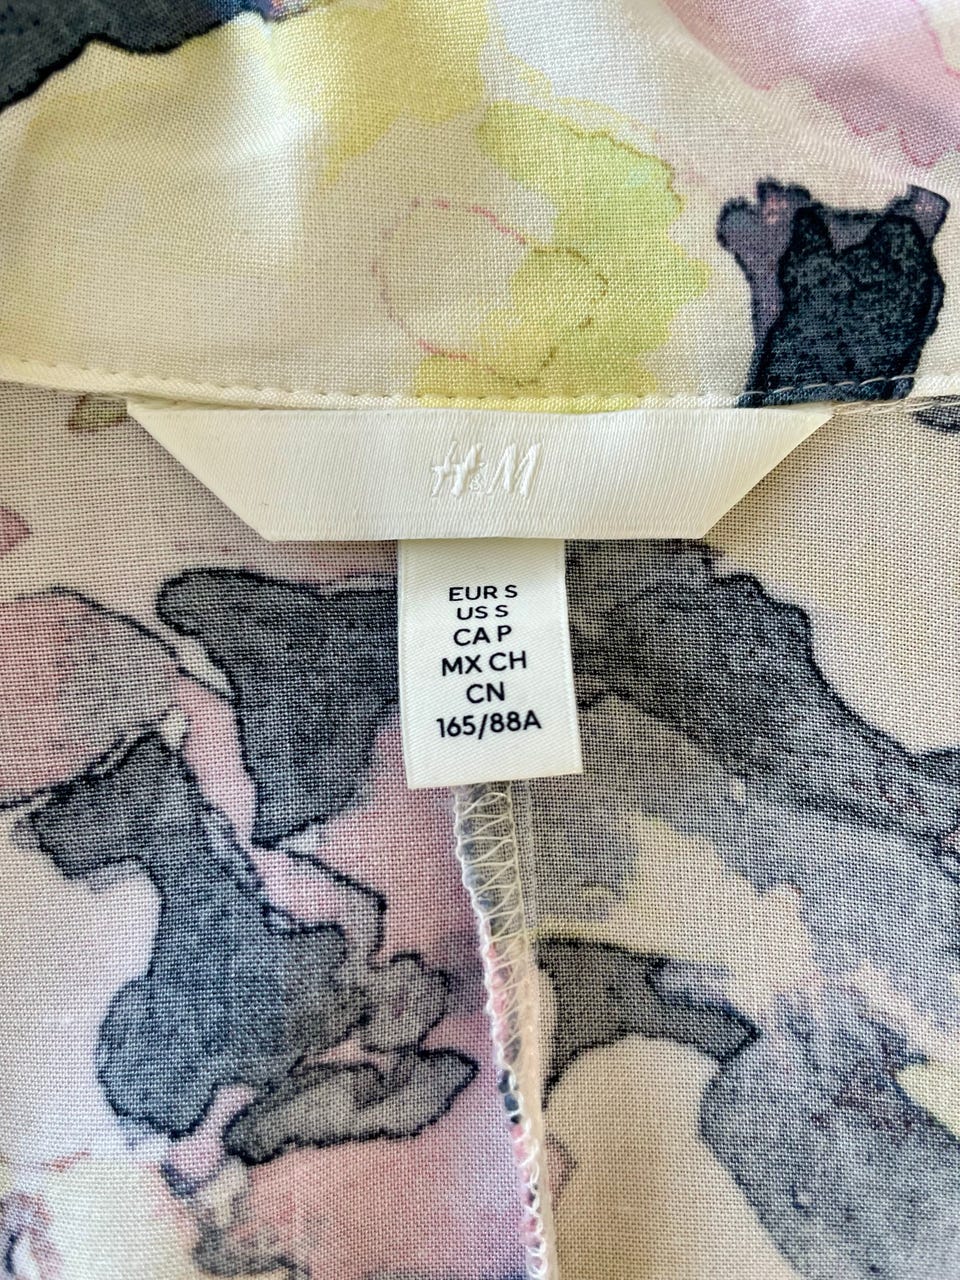 H&M
EUR S
US S
CA P
MX CH
CN
165/88A